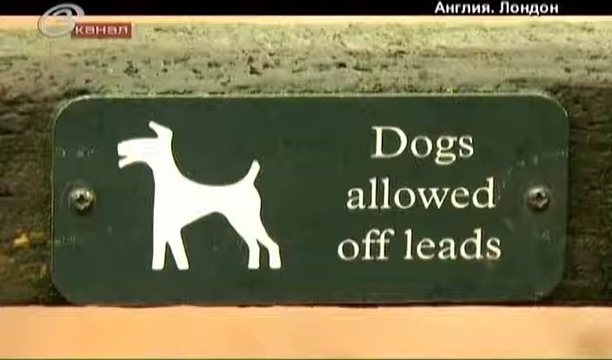 Англия. Лондон
канал
Dogs
allowed
off leads